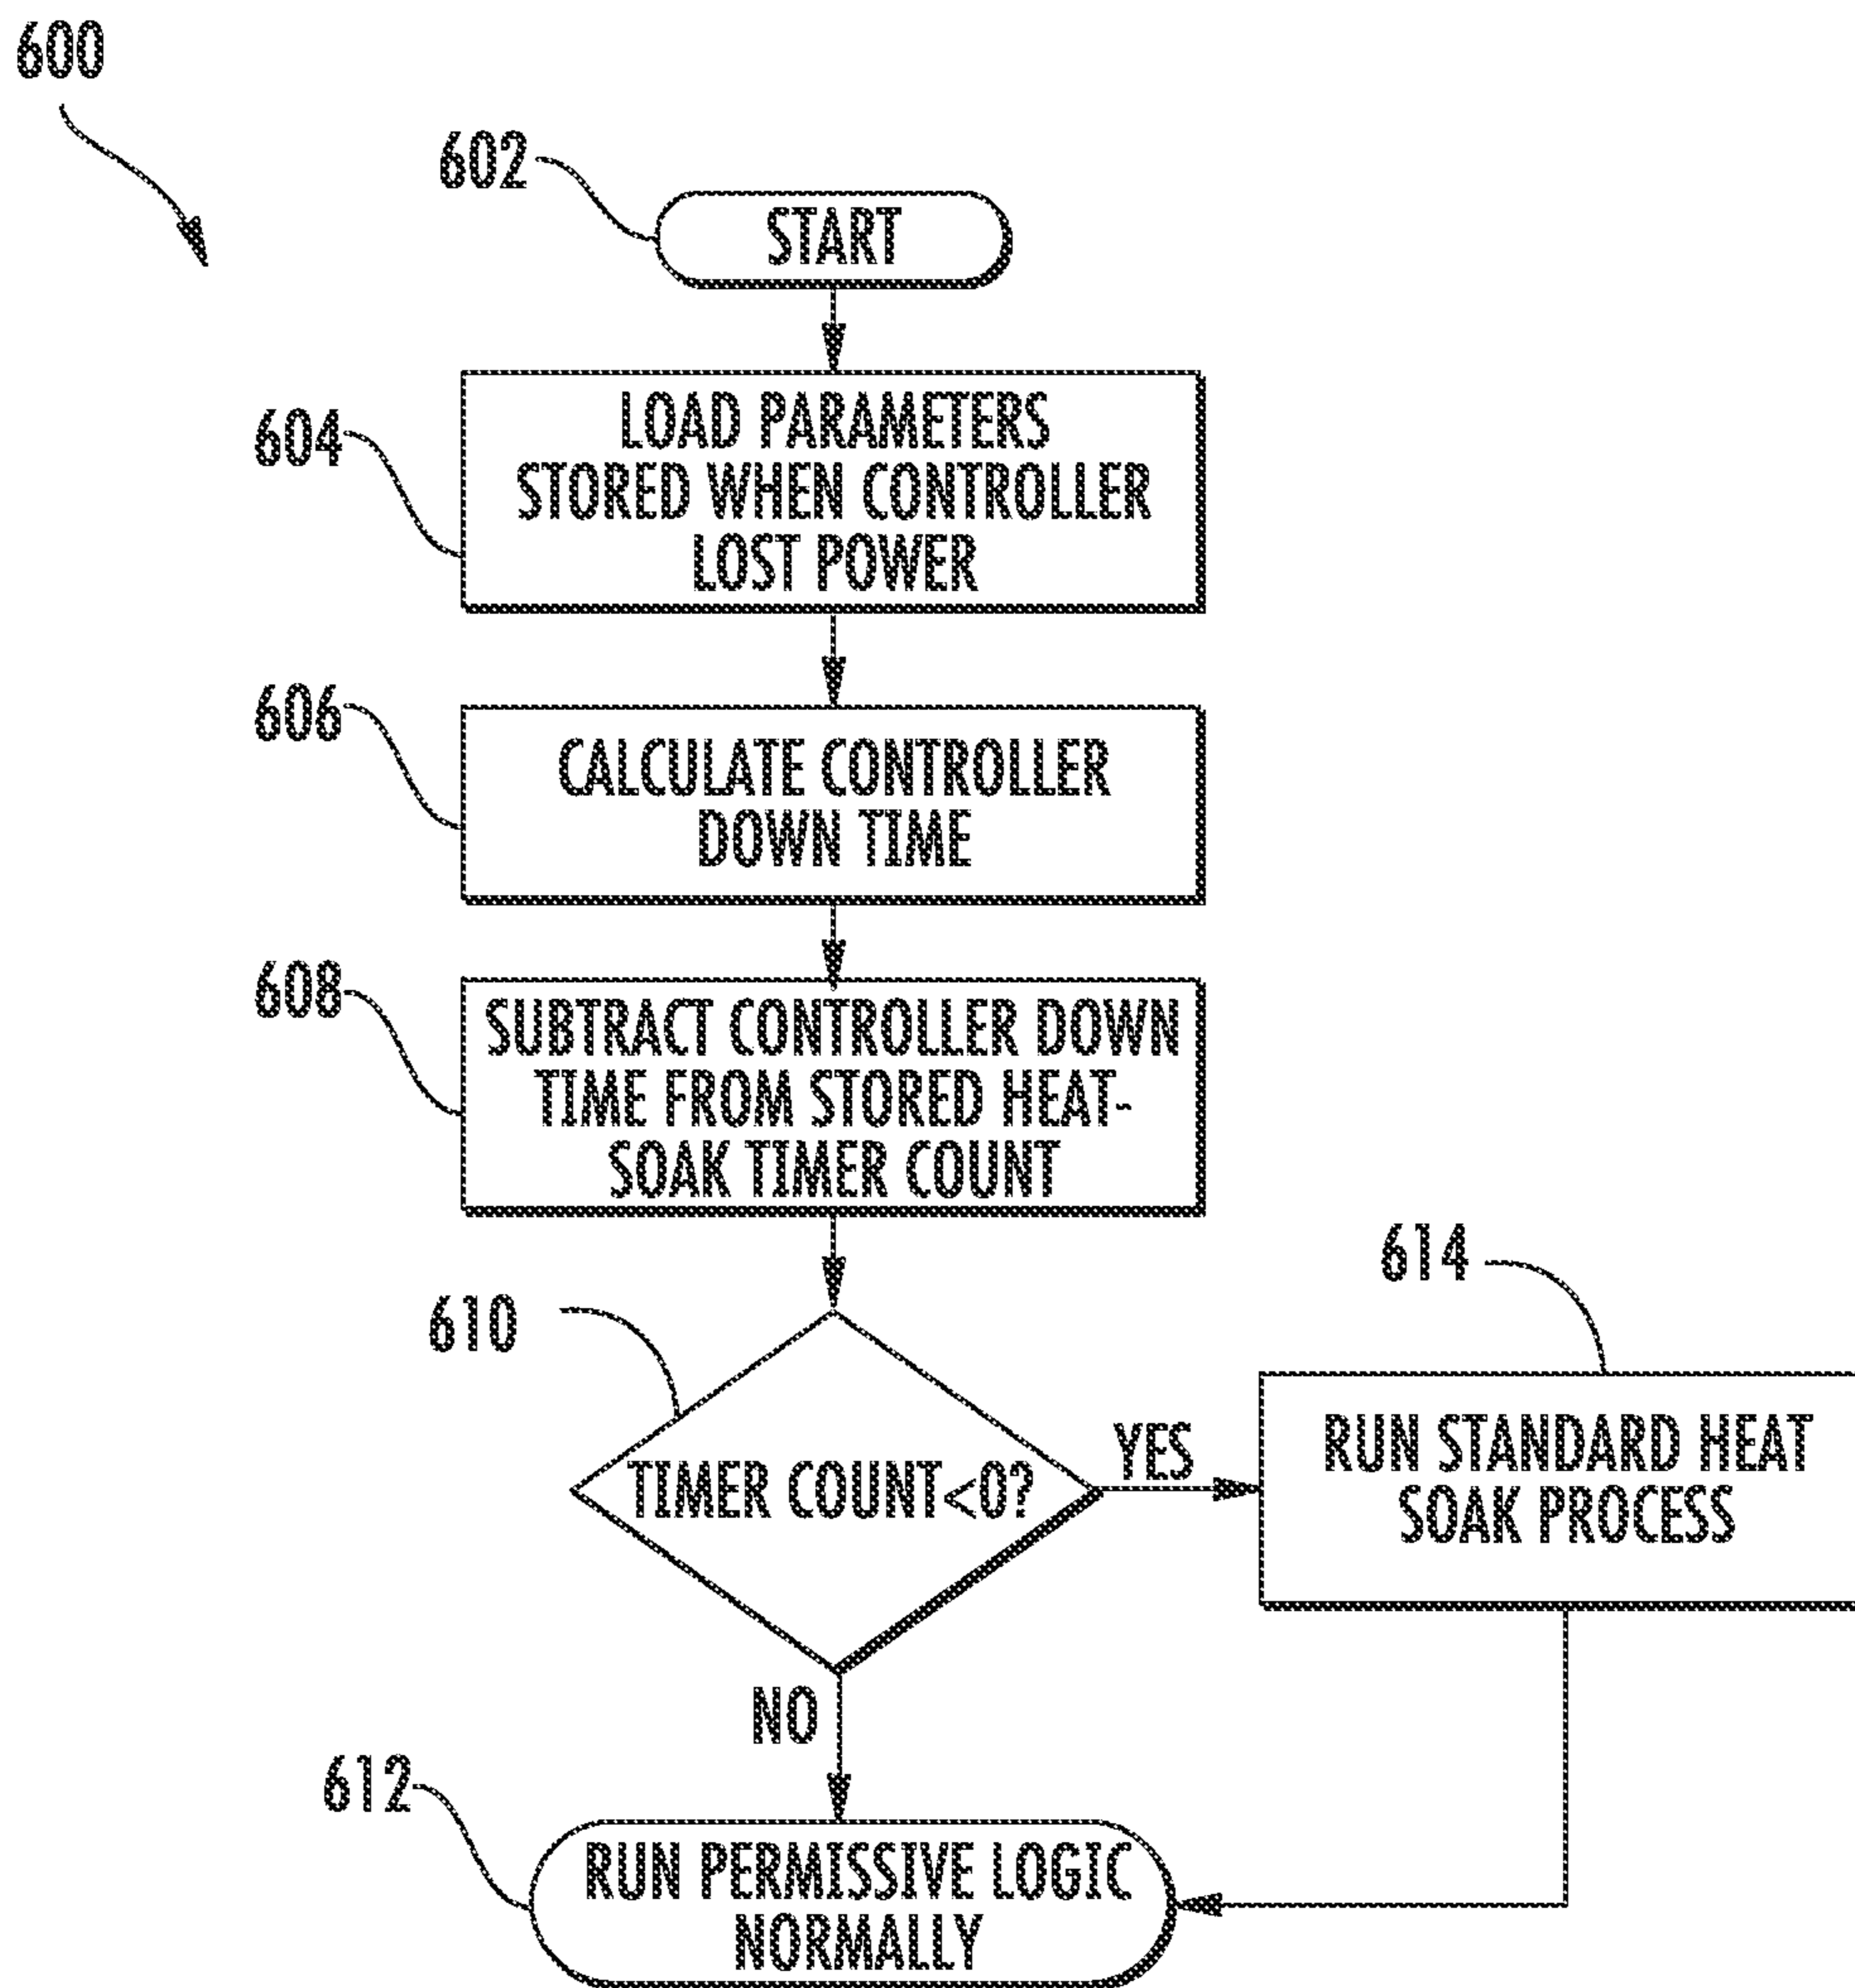 600
602
START
604
LOAD PARAMETERS
STORED WHEN CONTROLLER
LOST POWER
606
CALCULATE CONTROLLER
DOWN TIME
608
SUBTRACT CONTROLLER DOWN
TIME FROM STORED HEAT-
SOAK TIMER COUNT
610
TIMER COUNT<0?
YES
614
RUN STANDARD HEAT
SOAK PROCESS
NO
612
RUN PERMISSIVE LOGIC
NORMALLY